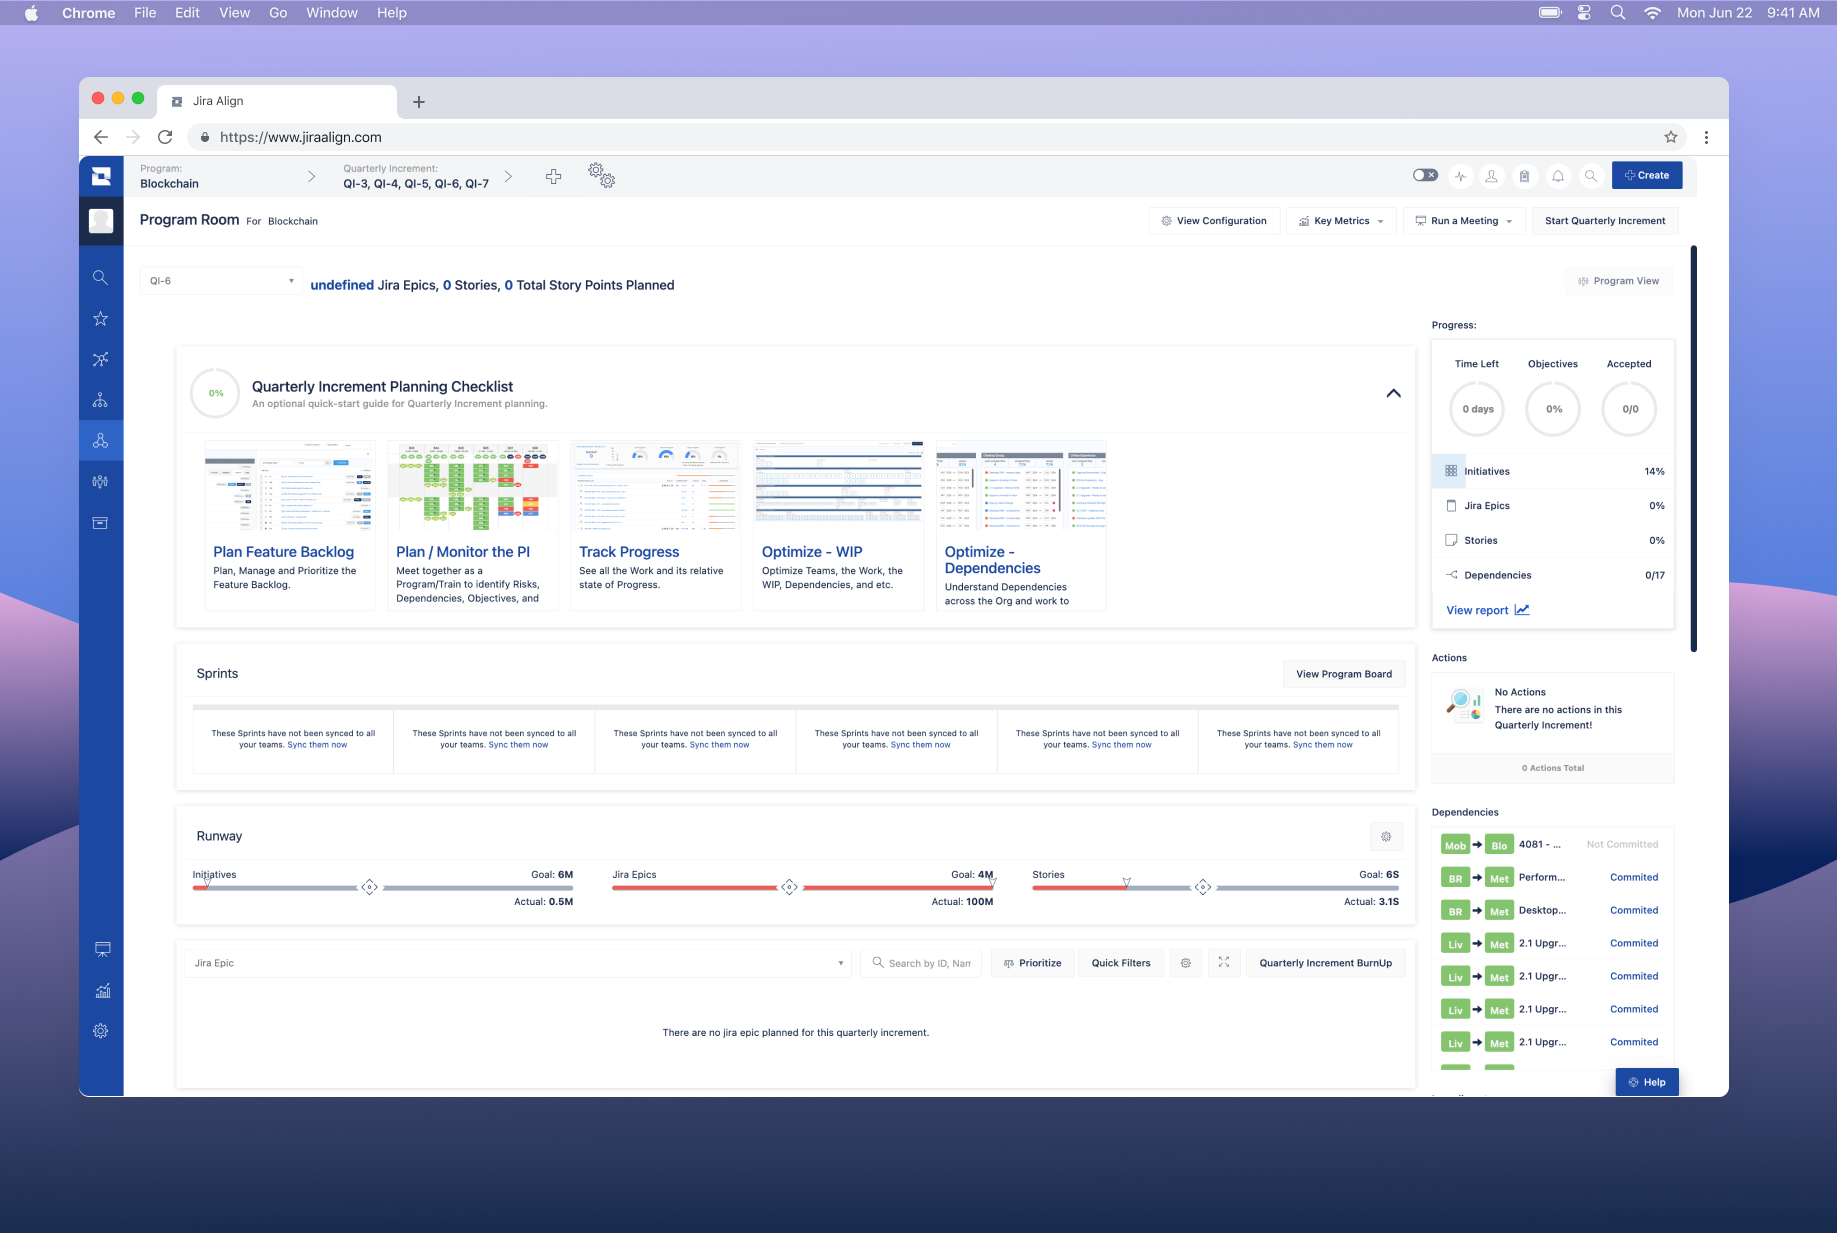 Chrome File Edit View Go Window Help
Mon Jun 22 9:41 AM
Jira Align
https://www.jiraalign.com
Program:
Blockchain
Quarterly Increment:
QI-3, QI-4, QI-5, QI-6, QI-7
Create
Program Room For Blockchain
View Configuration
Key Metrics
Run a Meeting
Start Quarterly Increment
QI-6
undefined Jira Epics, 0 Stories, 0 Total Story Points Planned
Program View
0%
Quarterly Increment Planning Checklist
An optional quick-start guide for Quarterly Increment planning.
Plan Feature Backlog
Plan, Manage and Prioritize the
Feature Backlog.
Plan / Monitor the PI
Meet together as a
Program/Train to identify Risks,
Dependencies, Objectives, and
Track Progress
See all the Work and its relative
state of Progress.
Optimize - WIP
Optimize Teams, the Work, the
WIP, Dependencies, and etc.
Optimize -
Dependencies
Understand Dependencies
across the Org and work to
Sprints
View Program Board
These Sprints have not been synced to all
your teams. Sync them now
These Sprints have not been synced to all
your teams. Sync them now
These Sprints have not been synced to all
your teams. Sync them now
These Sprints have not been synced to all
your teams. Sync them now
These Sprints have not been synced to all
your teams. Sync them now
These Sprints have not been synced to all
your teams. Sync them now
Runway
Initiatives
Goal: 6M
Actual: 0.5M
Jira Epics
Goal: 4M
Actual: 100M
Stories
Goal: 6S
Actual: 3.1S
Jira Epic
Search by ID, Nam
Prioritize
Quick Filters
Quarterly Increment BurnUp
There are no jira epic planned for this quarterly increment.
Progress:
Time Left Objectives Accepted
0 days 0% 0/0
Initiatives 14%
Jira Epics 0%
Stories 0%
Dependencies 0/17
View report
Actions
No Actions
There are no actions in this
Quarterly Increment!
0 Actions Total
Dependencies
Mob Blo 4081 - ... Not Committed
BR Met Perform... Commited
BR Met Desktop... Commited
Liv Met 2.1 Upgr... Commited
Liv Met 2.1 Upgr... Commited
Liv Met 2.1 Upgr... Commited
Liv Met 2.1 Upgr... Commited
Help